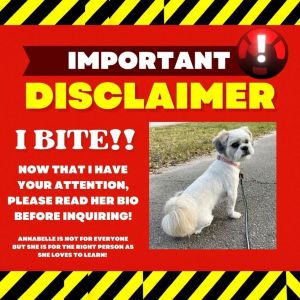 IMPORTANT
DISCLAIMER
I BITE!!
NOW THAT I HAVE
YOUR ATTENTION,
PLEASE READ HER BIO
BEFORE INQUIRING!
ANNABELLE IS NOT FOR EVERYONE
BUT SHE IS FOR THE RIGHT PERSON AS
SHE LOVES TO LEARN!